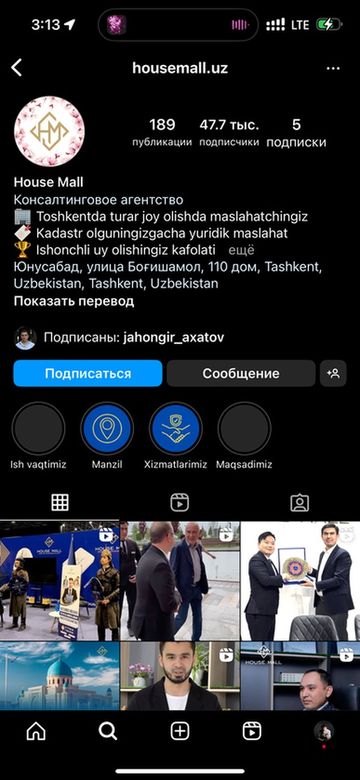 3:13
LTE
housemall.uz
189
47.7 тыс.
5
публикации
подписчики
подписки
House Mall
Консалтинговое агентство
Toshkentda turar joy olishda maslahatchingiz
Kadastr olguningizgacha yuridik maslahat
Ishonchli uy olishingiz kafolati ещё
Юнусабад, улица Боғишамол, 110 дом, Tashkent,
Uzbekistan, Tashkent, Uzbekistan
Показать перевод
Подписаны: jahongir_axatov
Подписаться
Сообщение
Ish vaqtimiz
Manzil
Xizmatlarimiz
Maqsadimiz
HOUSE MALL
HOUSE MALL